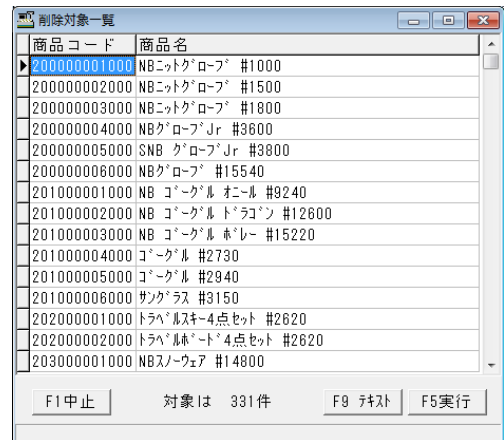 削除対象一覧
商品コード 商品名
200000001000 NBﾆｯﾄｸﾞﾛｰﾌﾞ #1000
200000002000 NBﾆｯﾄｸﾞﾛｰﾌﾞ #1500
200000003000 NBﾆｯﾄｸﾞﾛｰﾌﾞ #1800
200000004000 NBｸﾞﾛｰﾌﾞJr #3600
200000005000 SNB ｸﾞﾛｰﾌﾞJr #3800
200000006000 NBｸﾞﾛｰﾌﾞ #15540
201000001000 NB ｺﾞｰｸﾞﾙ ｵﾆｰﾙ #9240
201000002000 NB ｺﾞｰｸﾞﾙ ﾄﾞﾗｺﾞﾝ #12600
201000003000 NB ｺﾞｰｸﾞﾙ ﾎﾞﾚｰ #15220
201000004000 ｺﾞｰｸﾞﾙ #2730
201000005000 ｺﾞｰｸﾞﾙ #2940
201000006000 ｻﾝｸﾞﾗｽ #3150
202000001000 ﾄﾗﾍﾞﾙｽｷｰ4点ｾｯﾄ #2620
202000002000 ﾄﾗﾍﾞﾙﾎﾞｰﾄﾞ4点ｾｯﾄ #2620
203000001000 NBｽﾉｰｳｪｱ #14800
F1中止 対象は 331件 F9 ﾃｷｽﾄ F5実行